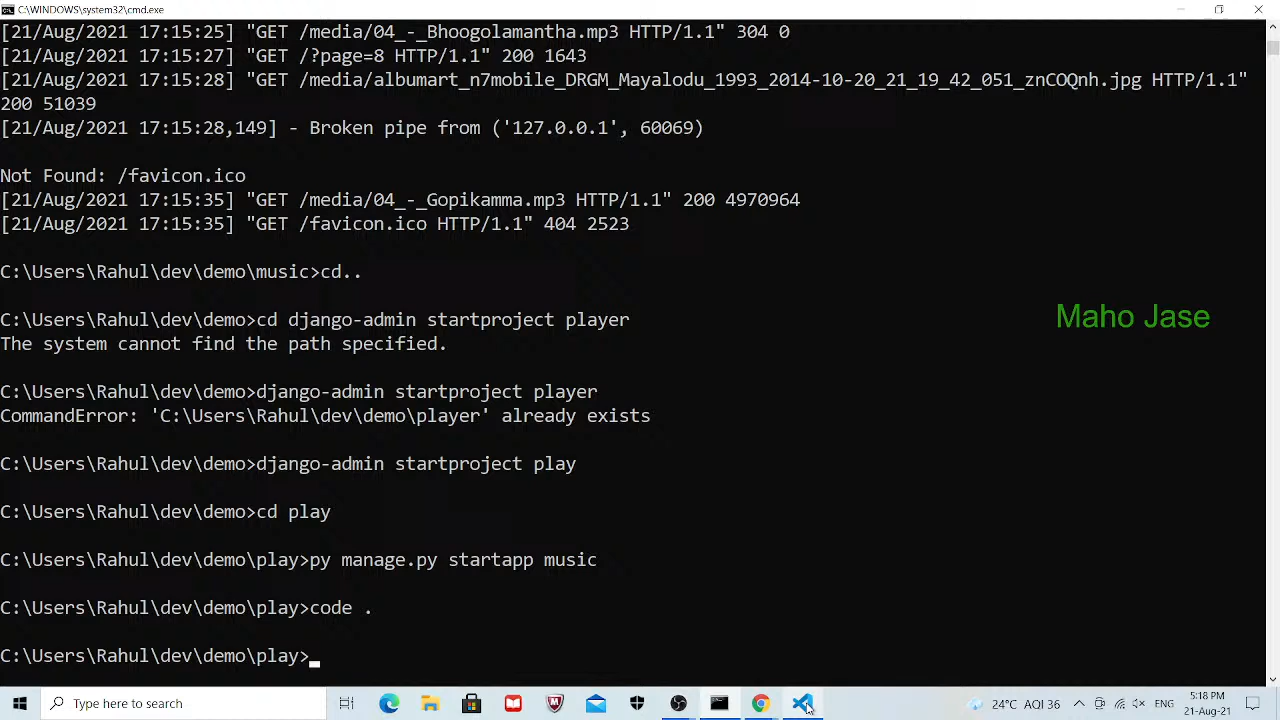 C:\WINDOWS\system32\cmd.exe
[21/Aug/2021 17:15:25] "GET /media/04_-_Bhoogolamantha.mp3 HTTP/1.1" 304 0
[21/Aug/2021 17:15:27] "GET /?page=8 HTTP/1.1" 200 1643
[21/Aug/2021 17:15:28] "GET /media/albumart_n7mobile_DRGM_Mayalodu_1993_2014-10-20_21_19_42_051_znCOQnh.jpg HTTP/1.1"
200 51039
[21/Aug/2021 17:15:28,149] - Broken pipe from ('127.0.0.1', 60069)
Not Found: /favicon.ico
[21/Aug/2021 17:15:35] "GET /media/04_-_Gopikamma.mp3 HTTP/1.1" 200 4970964
[21/Aug/2021 17:15:35] "GET /favicon.ico HTTP/1.1" 404 2523
C:\Users\Rahul\dev\demo\music>cd..
C:\Users\Rahul\dev\demo>cd django-admin startproject player
Maho Jase
The system cannot find the path specified.
C:\Users\Rahul\dev\demo>django-admin startproject player
CommandError: 'C:\Users\Rahul\dev\demo\player' already exists
C:\Users\Rahul\dev\demo>django-admin startproject play
C:\Users\Rahul\dev\demo>cd play
C:\Users\Rahul\dev\demo\play>py manage.py startapp music
C:\Users\Rahul\dev\demo\play>code .
C:\Users\Rahul\dev\demo\play>
Type here to search
24°C AQI 36
ENG
5:18 PM
21-Aug-21